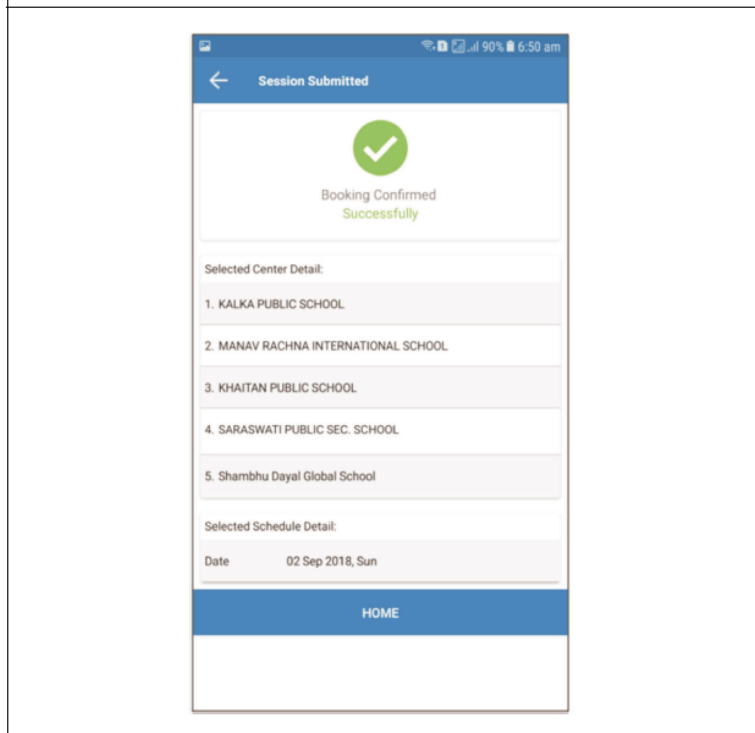 90% 6:50 am
Session Submitted
Booking Confirmed
Successfully
Selected Center Detail:
1. KALKA PUBLIC SCHOOL
2. MANAV RACHNA INTERNATIONAL SCHOOL
3. KHAITAN PUBLIC SCHOOL
4. SARASWATI PUBLIC SEC. SCHOOL
5. Shambhu Dayal Global School
Selected Schedule Detail:
Date 02 Sep 2018, Sun
HOME